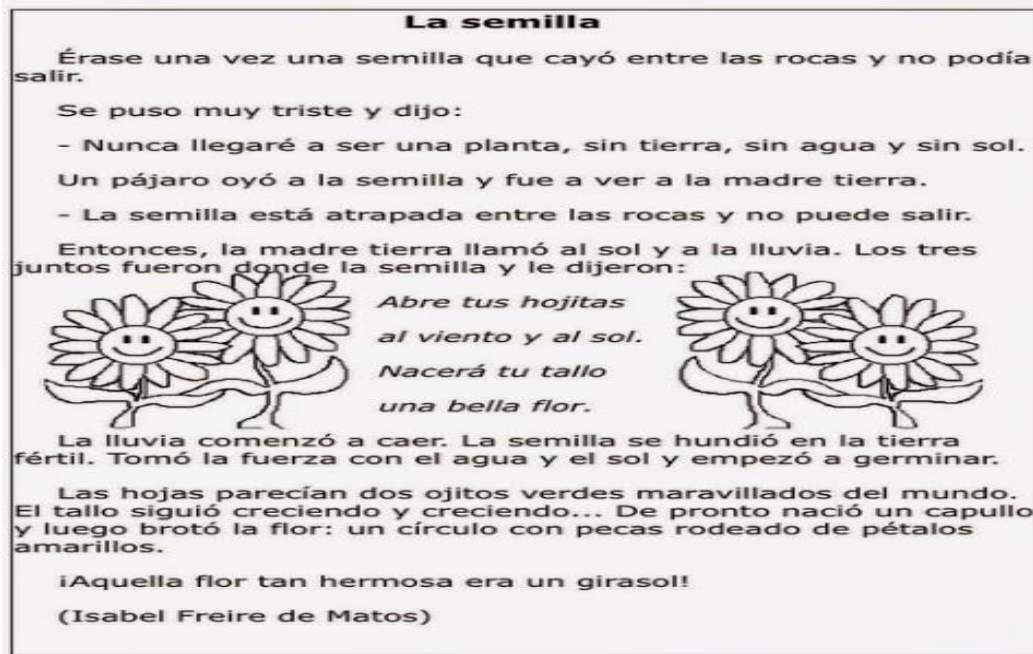 La semilla
Érase una vez una semilla que cayó entre las rocas y no podía
salir.
Se puso muy triste y dijo:
- Nunca llegaré a ser una planta, sin tierra, sin agua y sin sol.
Un pájaro oyó a la semilla y fue a ver a la madre tierra.
- La semilla está atrapada entre las rocas y no puede salir.
Entonces, la madre tierra llamó al sol y a la lluvia. Los tres
juntos fueron donde la semilla y le dijeron:
Abre tus hojitas
al viento y al sol.
Nacerá tu tallo
una bella flor.
La lluvia comenzó a caer. La semilla se hundió en la tierra
fértil. Tomó la fuerza con el agua y el sol y empezó a germinar.
Las hojas parecían dos ojitos verdes maravillados del mundo.
El tallo siguió creciendo y creciendo... De pronto nació un capullo
y luego brotó la flor: un círculo con pecas rodeado de pétalos
amarillos.
¡Aquella flor tan hermosa era un girasol!
(Isabel Freire de Matos)